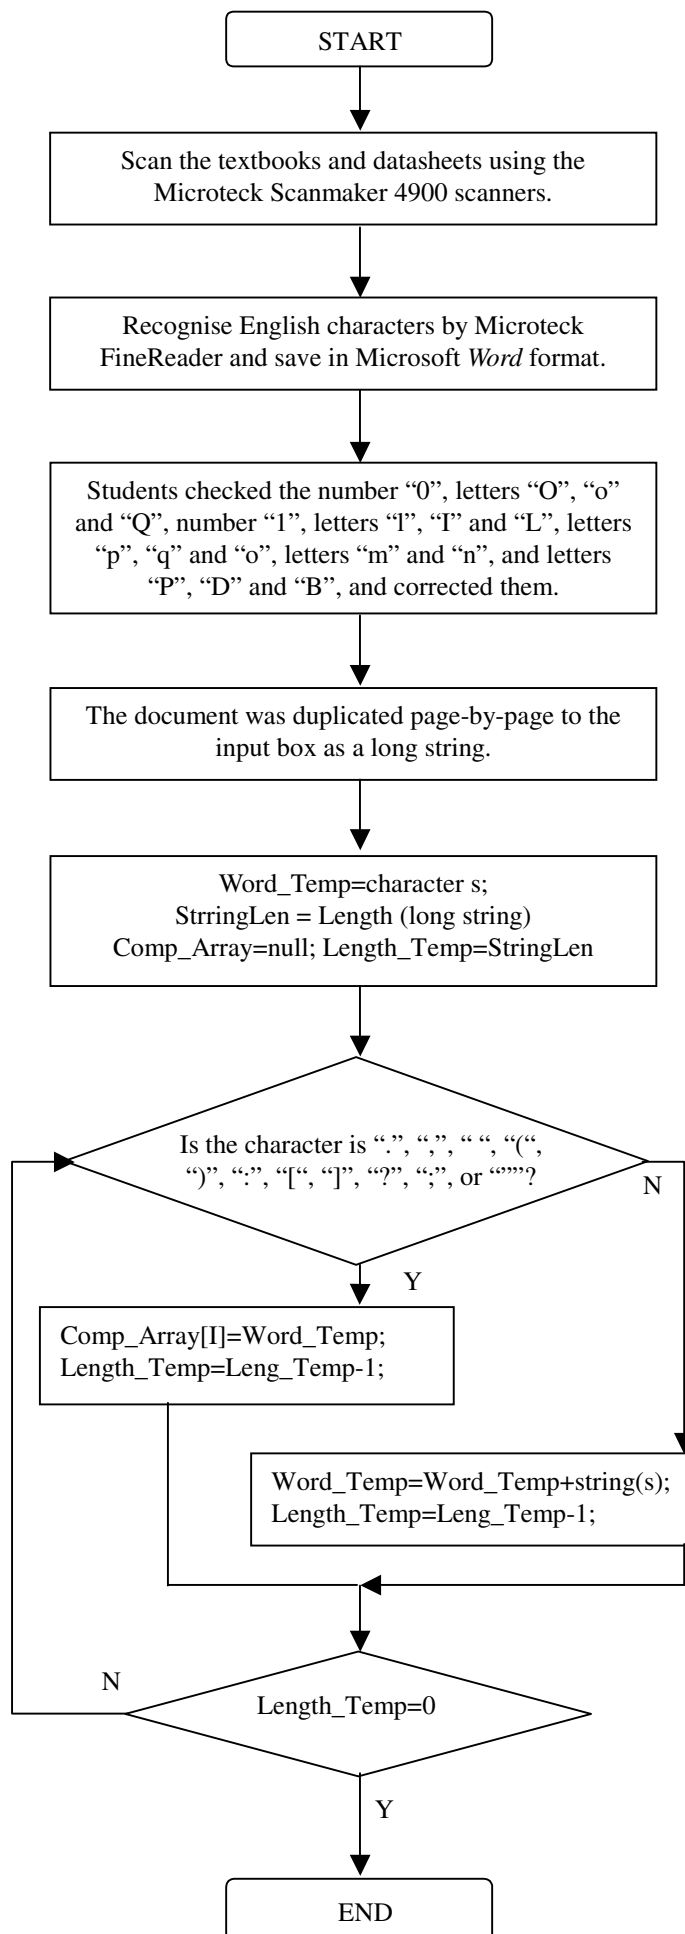 START
Scan the textbooks and datasheets using the
Microteck Scanmaker 4900 scanners.
Recognise English characters by Microteck
FineReader and save in Microsoft Word format.
Students checked the number “0”, letters “O”, “o”
and “Q”, number “1”, letters “l”, “I” and “L”, letters
“p”, “q” and “o”, letters “m” and “n”, and letters
“P”, “D” and “B”, and corrected them.
The document was duplicated page-by-page to the
input box as a long string.
Word_Temp=character s;
StrringLen = Length (long string)
Comp_Array=null; Length_Temp=StringLen
Is the character is “.”, “,”, “ “, “(“,
“)”, “:”, “[“, “]”, “?”, “;”, or “””?
N
Y
Comp_Array[I]=Word_Temp;
Length_Temp=Leng_Temp-1;
Word_Temp=Word_Temp+string(s);
Length_Temp=Leng_Temp-1;
N
Length_Temp=0
Y
END